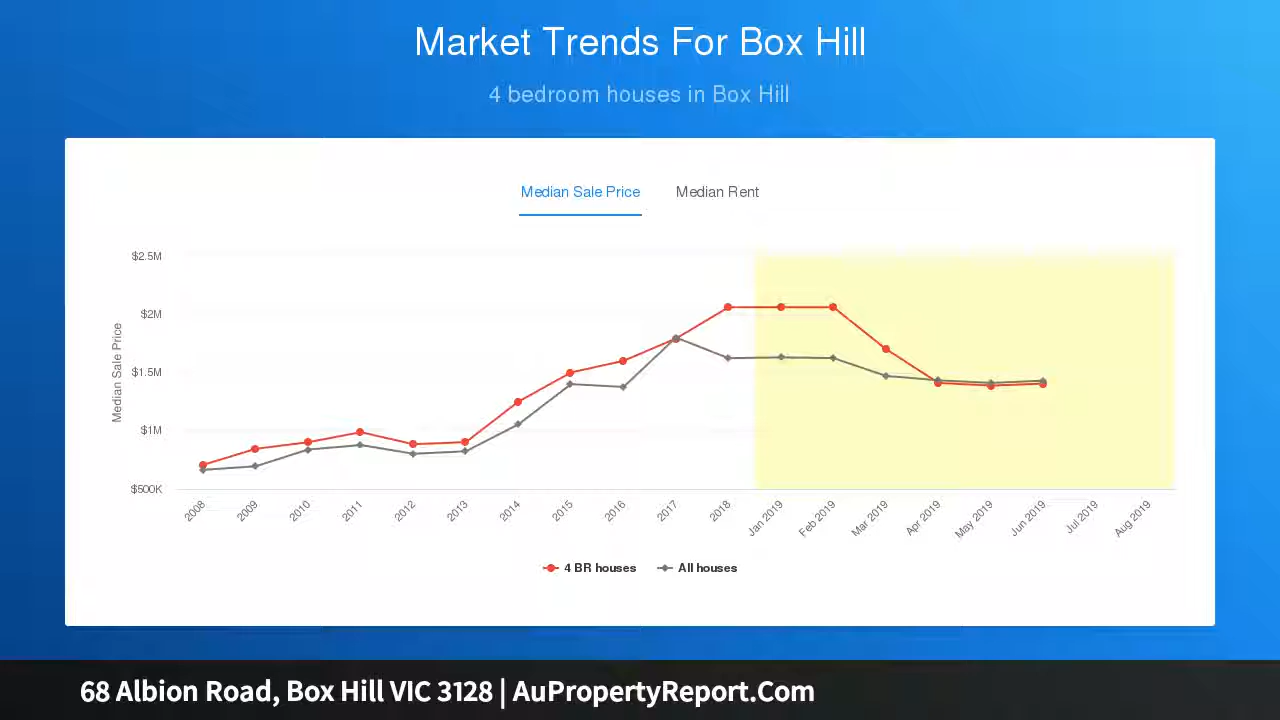 Market Trends For Box Hill
4 bedroom houses in Box Hill
Median Sale Price Median Rent
Median Sale Price
$2.5M
$2M
$1.5M
$1M
$500K
2008 2009 2010 2011 2012 2013 2014 2015 2016 2017 2018 Jan 2019 Feb 2019 Mar 2019 Apr 2019 May 2019 Jun 2019 Jul 2019 Aug 2019
4 BR houses All houses
68 Albion Road, Box Hill VIC 3128 | AuPropertyReport.Com